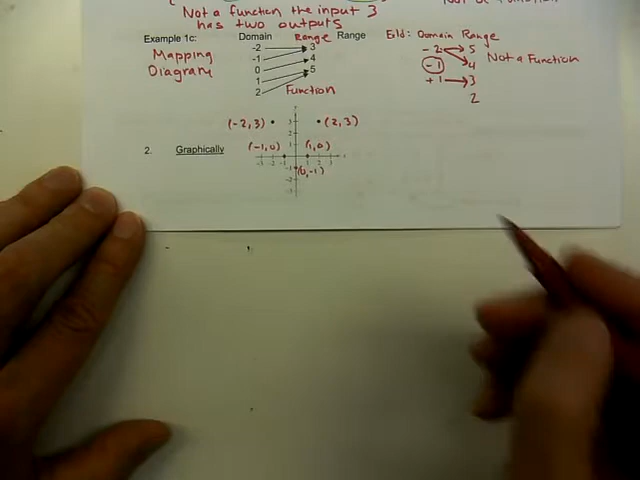 Not a function the input 3
has two outputs
Example 1c: Domain Range Range
Mapping
Diagram
-2 3
-1 4
0 5
1
2
Function
Ex1d: Domain Range
-2 5
-1 4
+1 3
2
Not a Function
(-2,3) (2,3)
2. Graphically
(-1,0) (1,0)
(0,-1)